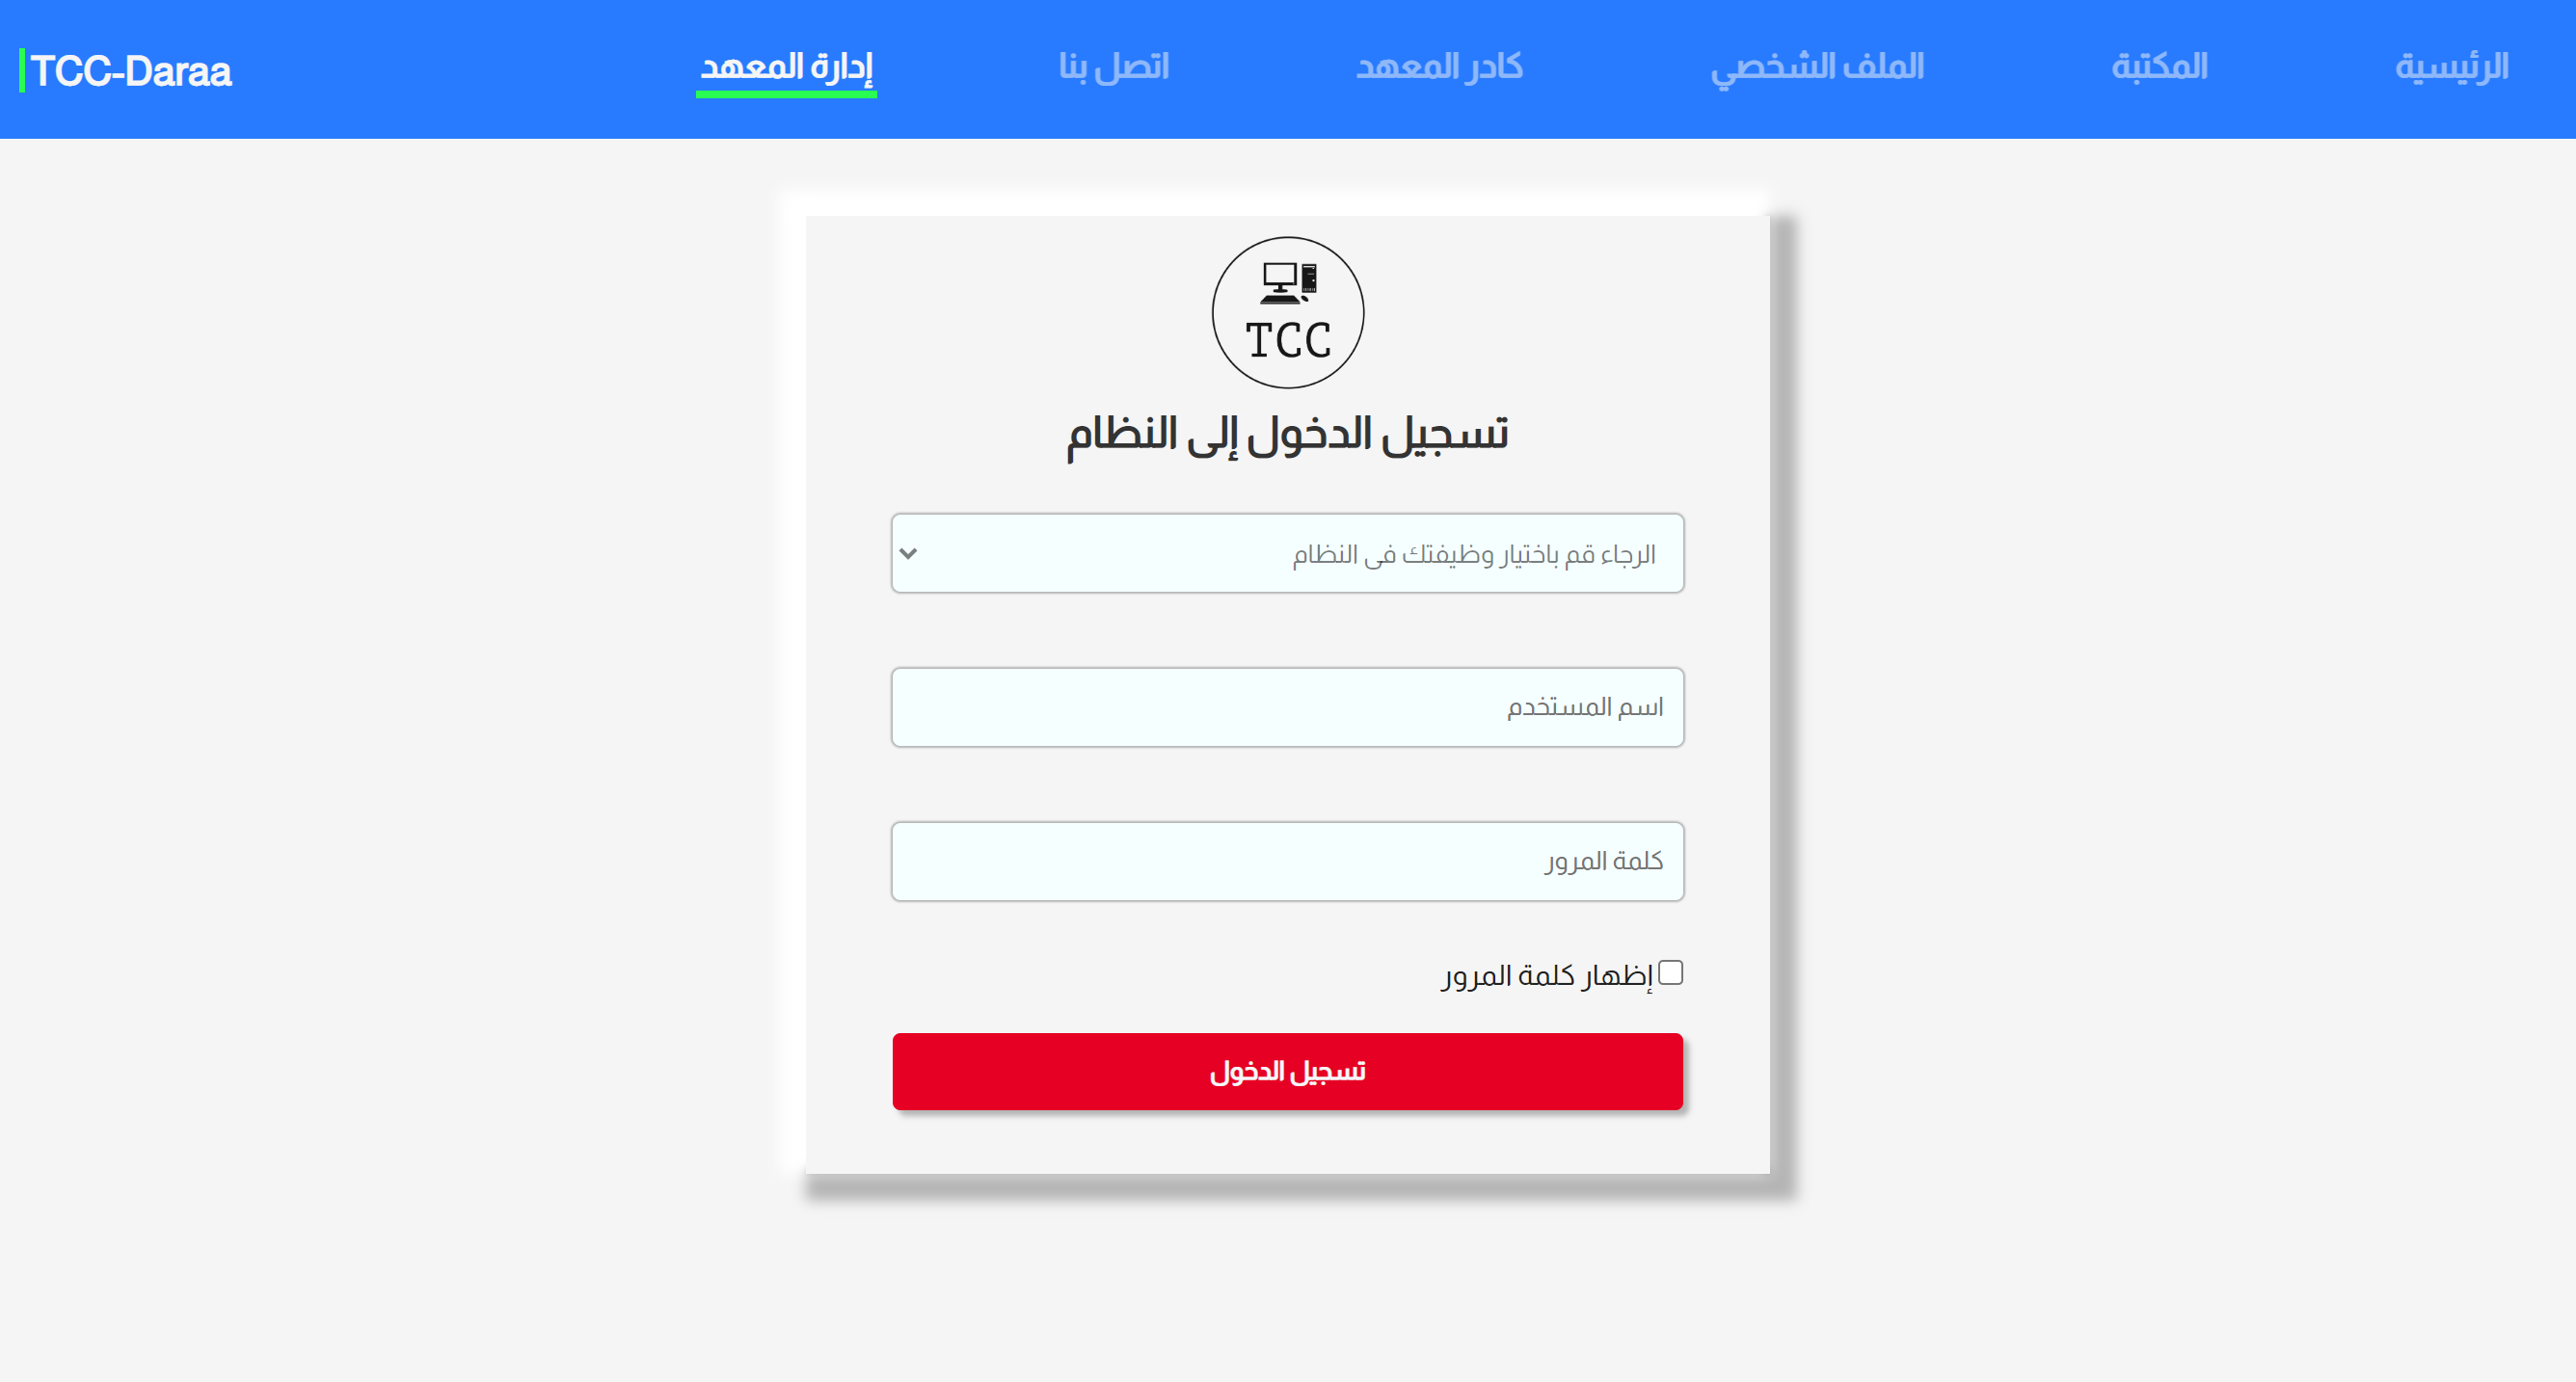 الرئيسية المكتبة الملف الشخصي كادر المعهد اتصل بنا إدارة المعهد TCC-Daraa
TCC
تسجيل الدخول إلى النظام
الرجاء قم باختيار وظيفتك في النظام
اسم المستخدم
كلمة المرور
إظهار كلمة المرور
تسجيل الدخول